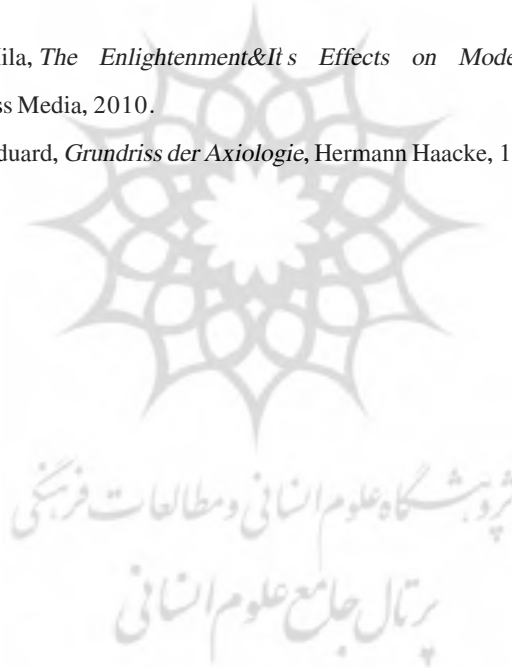 ila, The Enlightenment&It's Effects on Mode
ss Media, 2010.
duard, Grundriss der Axiologie, Hermann Haacke, 1
پژوهشگاه علوم انسانی و مطالعات فرهنگی
پرتال جامع علوم انسانی